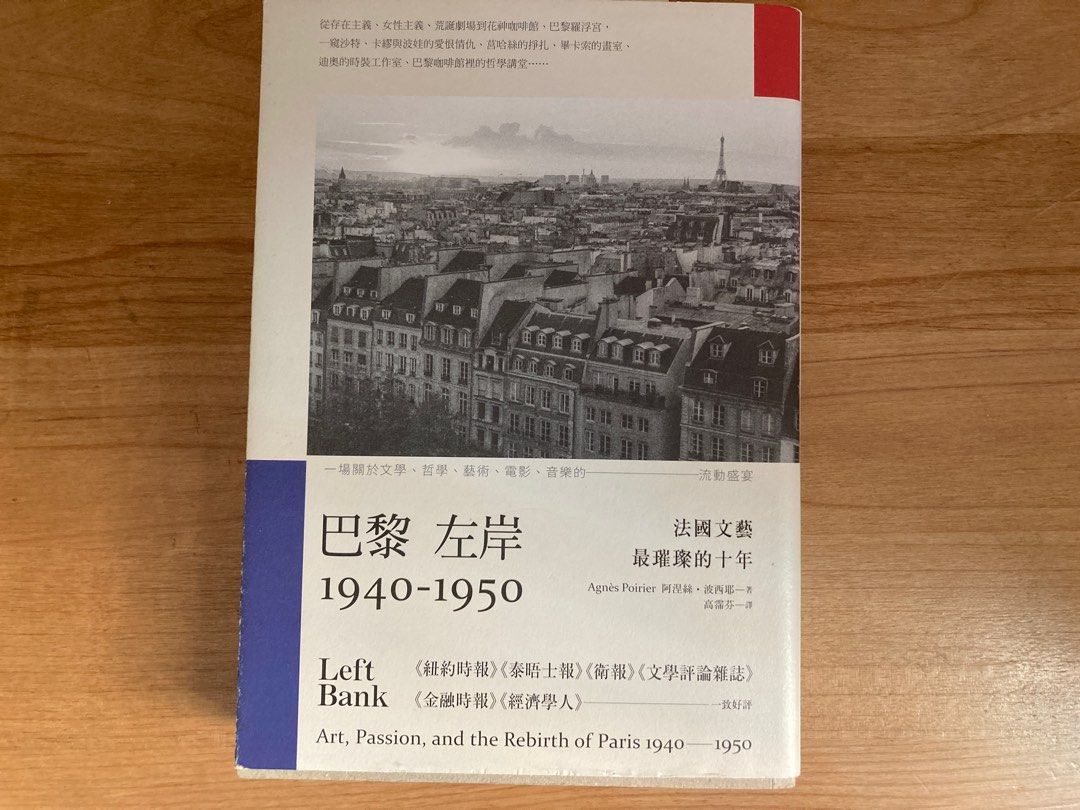 從存在主義、女性主義、荒誕劇場到花神咖啡館、巴黎羅浮宮，
一窺沙特、卡繆與波娃的愛恨情仇、莒哈絲的掙扎、畢卡索的畫室、
迪奧的時裝工作室、巴黎咖啡館裡的哲學講堂……
一場關於文學、哲學、藝術、電影、音樂的——流動盛宴
巴黎 左岸
1940-1950
法國文藝
最璀璨的十年
Agnès Poirier 阿涅絲・波西耶—著
高霈芬—譯
Left
Bank
《紐約時報》《泰晤士報》《衛報》《文學評論雜誌》
《金融時報》《經濟學人》——一致好評
Art, Passion, and the Rebirth of Paris 1940——1950